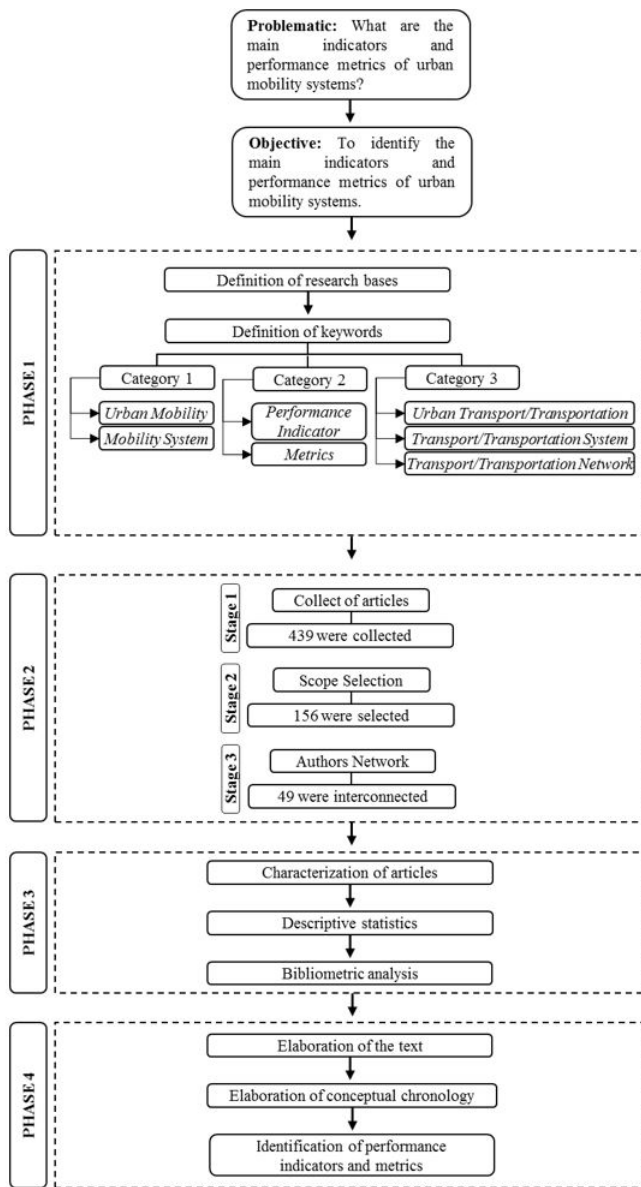 Problematic: What are the
main indicators and
performance metrics of urban
mobility systems?
Objective: To identify the
main indicators and
performance metrics of urban
mobility systems.
PHASE 1
Definition of research bases
Definition of keywords
Category 1
Urban Mobility
Mobility System
Category 2
Performance
Indicator
Metrics
Category 3
Urban Transport/Transportation
Transport/Transportation System
Transport/Transportation Network
PHASE 2
Stage 1
Collect of articles
439 were collected
Stage 2
Scope Selection
156 were selected
Stage 3
Authors Network
49 were interconnected
PHASE 3
Characterization of articles
Descriptive statistics
Bibliometric analysis
PHASE 4
Elaboration of the text
Elaboration of conceptual chronology
Identification of performance
indicators and metrics